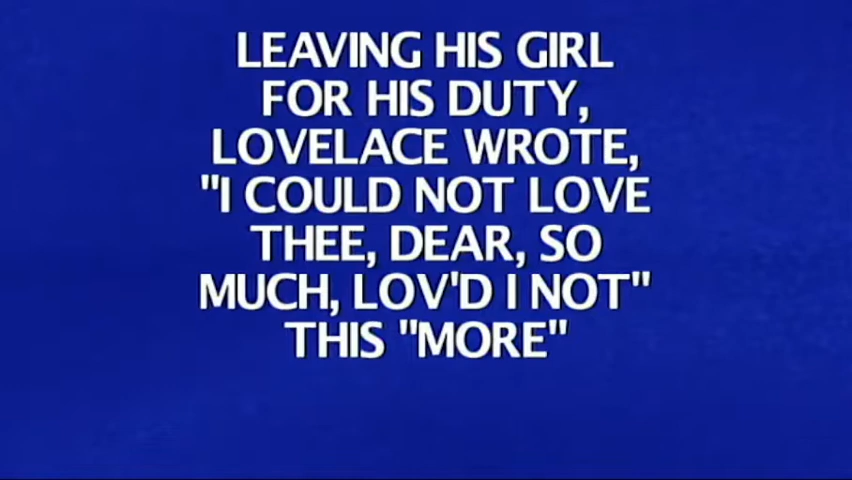 LEAVING HIS GIRL
FOR HIS DUTY,
LOVELACE WROTE,
"I COULD NOT LOVE
THEE, DEAR, SO
MUCH, LOV'D I NOT"
THIS "MORE"